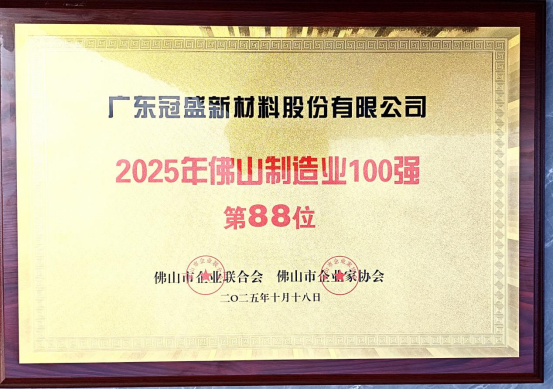 广东冠盛新材料股份有限公司
2025年佛山制造业100强
第88位
佛山市企业联合会 佛山市企业家协会
二〇二五年十月十八日